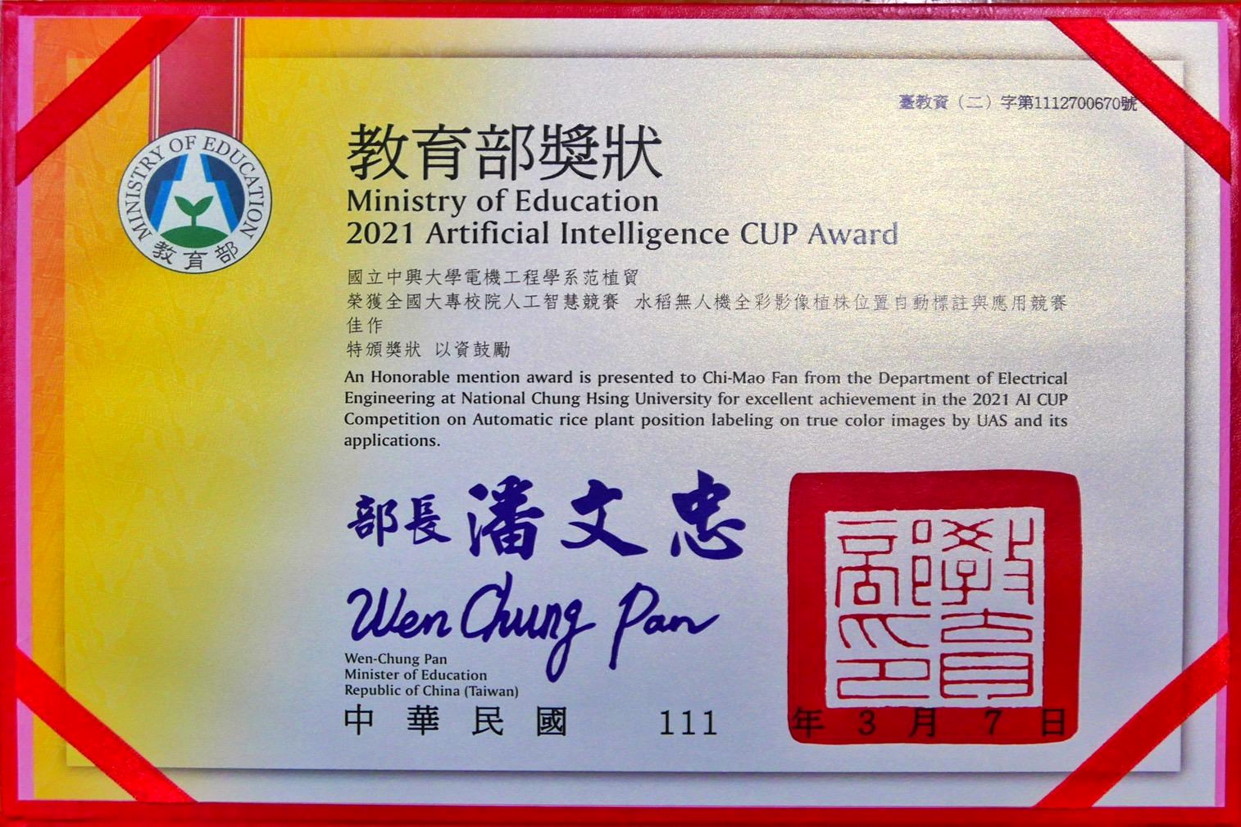 臺教資（二）字第1112700670號
MINISTRY OF EDUCATION
教育部
教育部獎狀
Ministry of Education
2021 Artificial Intelligence CUP Award
國立中興大學電機工程學系范植貿
榮獲全國大專校院人工智慧競賽 水稻無人機全彩影像植株位置自動標註與應用競賽
佳作
特頒獎狀 以資鼓勵
An Honorable mention award is presented to Chi-Mao Fan from the Department of Electrical
Engineering at National Chung Hsing University for excellent achievement in the 2021 AI CUP
Competition on Automatic rice plant position labeling on true color images by UAS and its
applications.
部長 潘文忠
Wen Chung Pan
Wen-Chung Pan
Minister of Education
Republic of China (Taiwan)
教育部印
中華民國 111 年 3 月 7 日